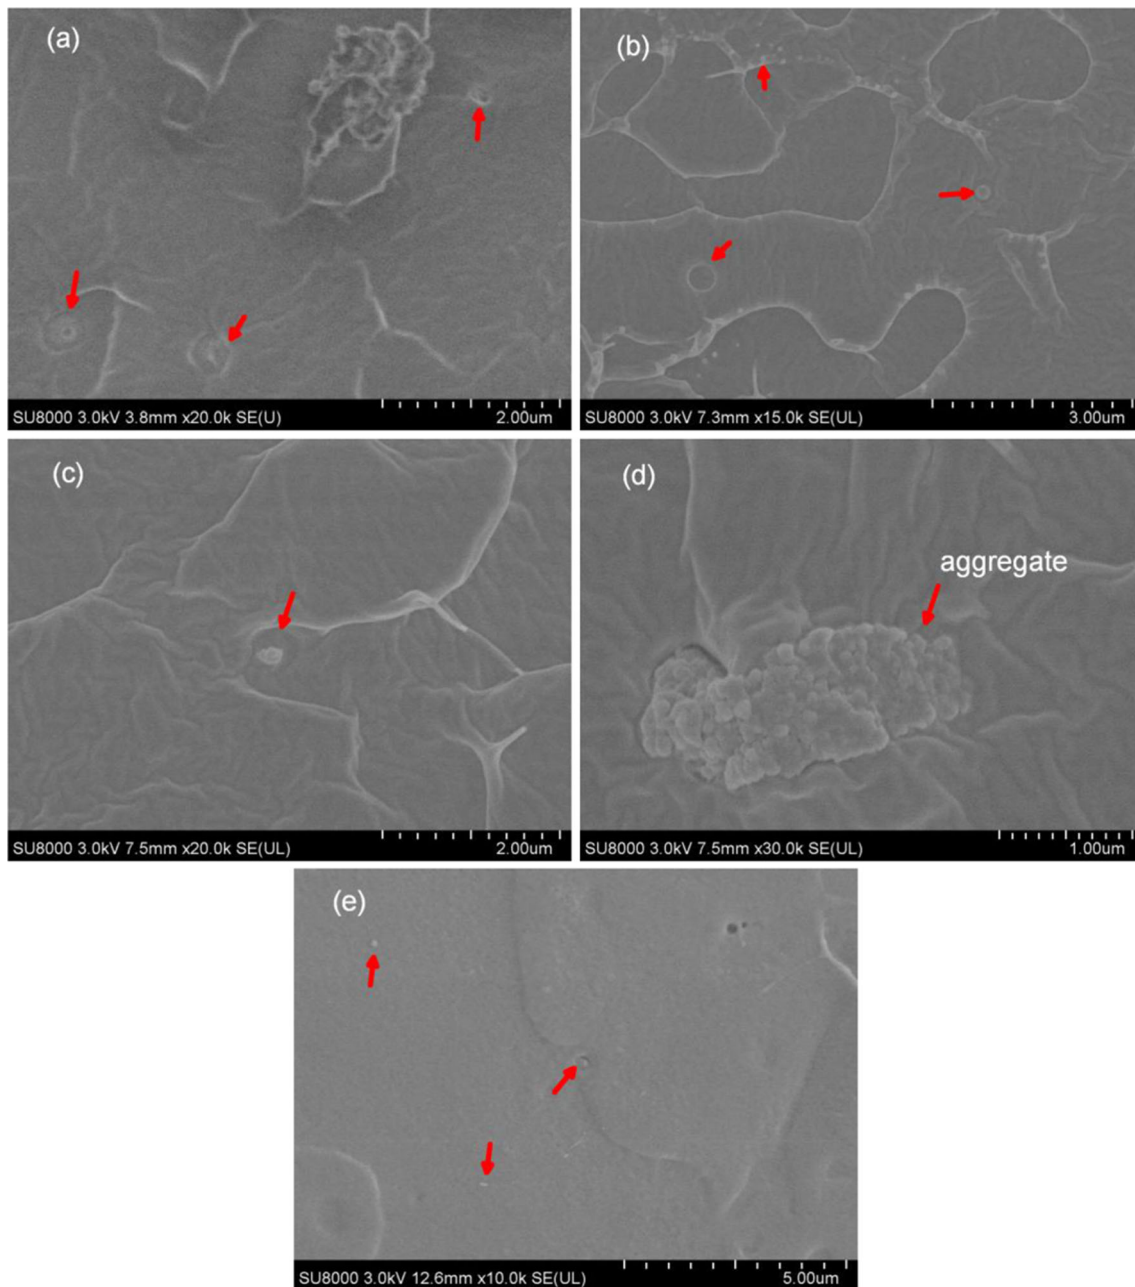 (a)
SU8000 3.0kV 3.8mm x20.0k SE(U)
2.00um
(b)
SU8000 3.0kV 7.3mm x15.0k SE(UL)
3.00um
(c)
SU8000 3.0kV 7.5mm x20.0k SE(UL)
2.00um
(d)
aggregate
SU8000 3.0kV 7.5mm x30.0k SE(UL)
1.00um
(e)
SU8000 3.0kV 12.6mm x10.0k SE(UL)
5.00um